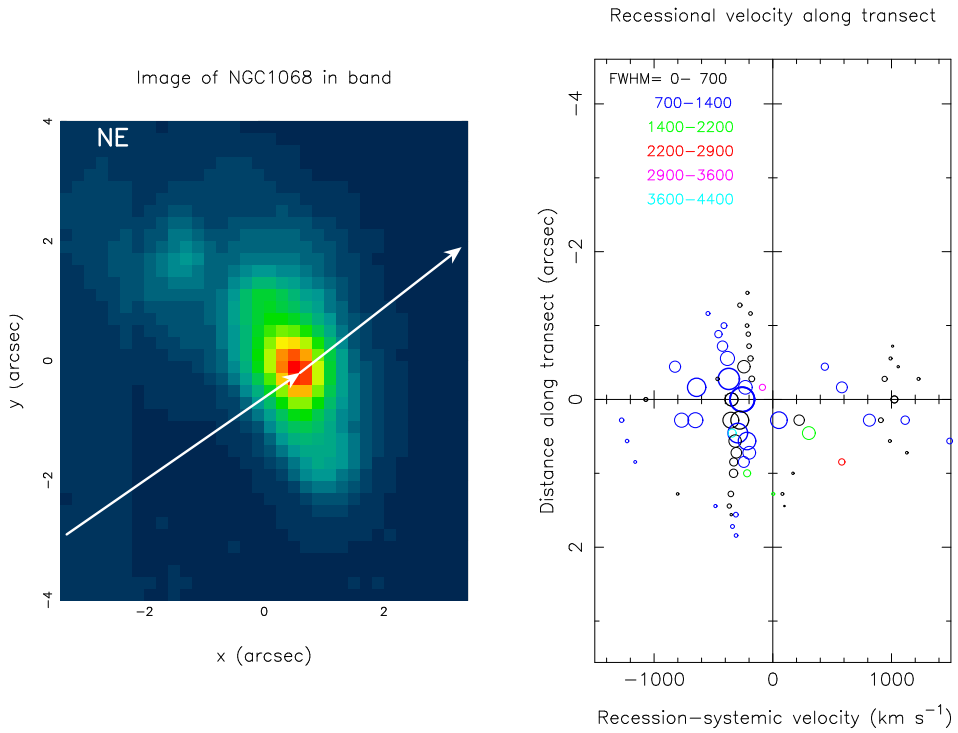 Recessional velocity along transect
Image of NGC1068 in band
NE
4
2
0
−2
−4
−2
0
2
x (arcsec)
y (arcsec)
FWHM= 0− 700
700−1400
1400−2200
2200−2900
2900−3600
3600−4400
−4
−2
0
2
Distance along transect (arcsec)
−1000
0
1000
Recession−systemic velocity (km s⁻¹)